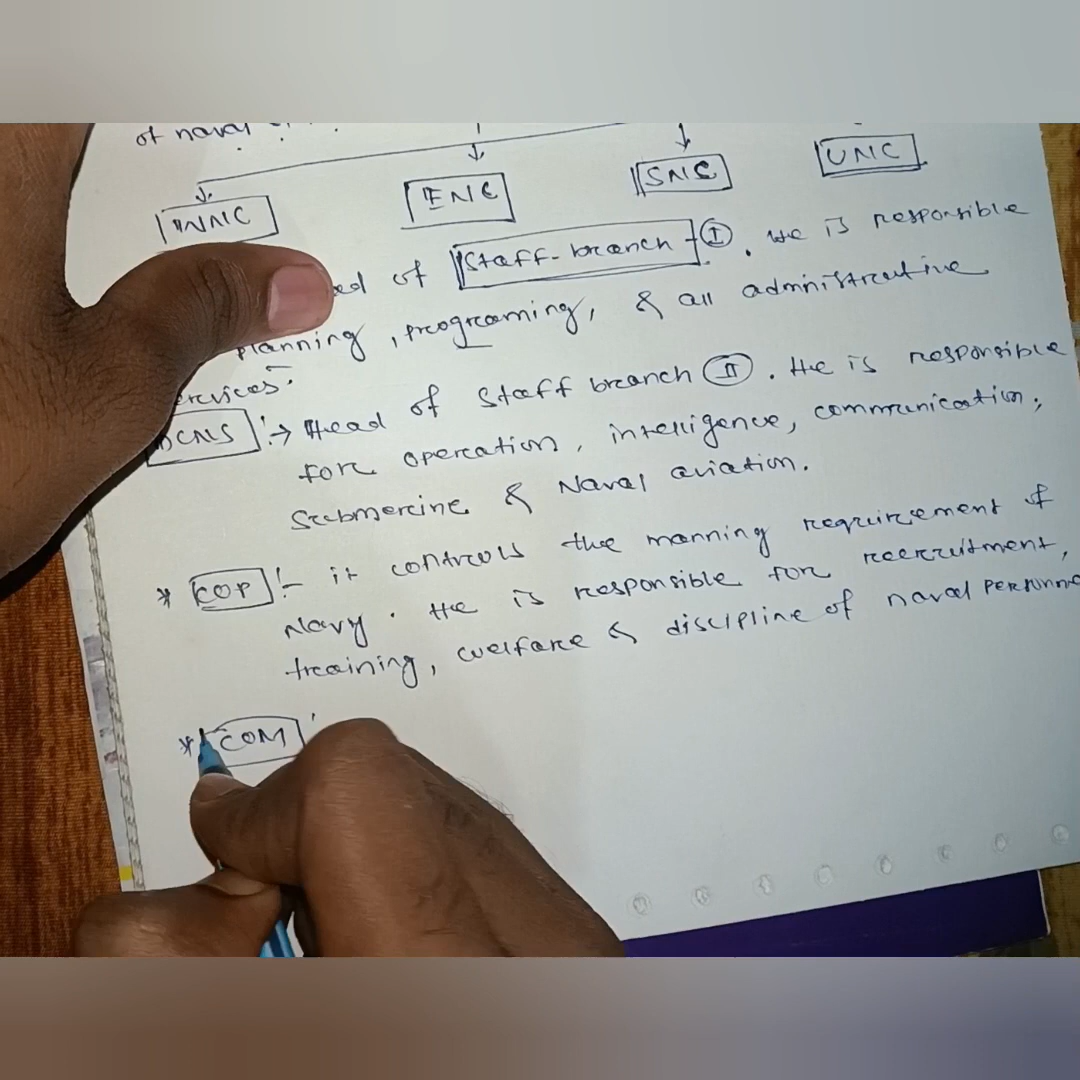 of naval
WNC ENC SNC UNC
of Staff-branch - I. He is responsible
planning, programing, & all administrative
services.
DCNS :→ Head of Staff branch II. He is responsible
for operation, intelligence, communication,
Submarine & Naval aviation.
* COP :- it controls the manning requirement of
Navy. He is responsible for recruitment,
training, welfare & discipline of naval Personne
* COM